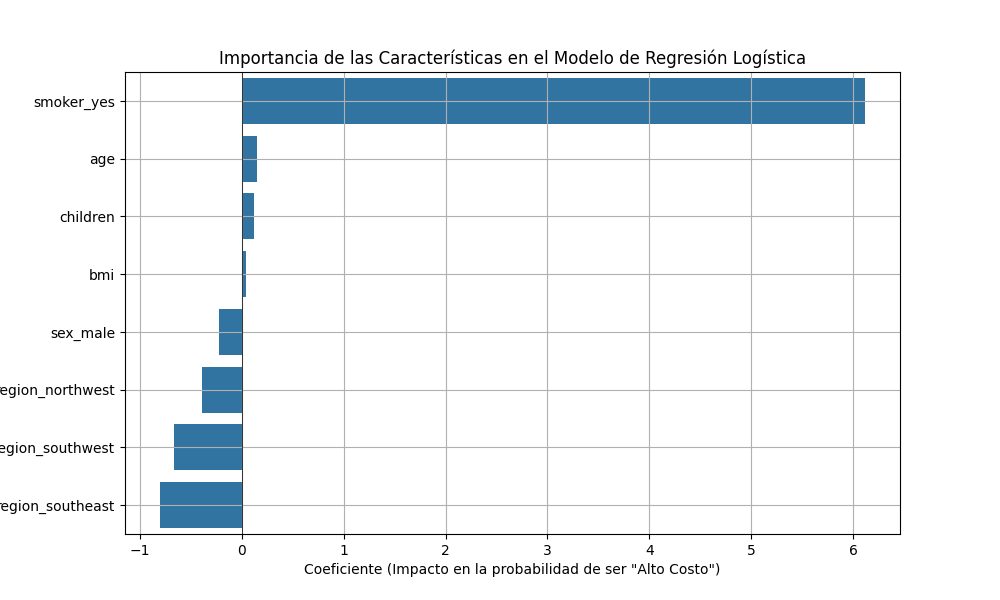 Importancia de las Características en el Modelo de Regresión Logística
smoker_yes
age
children
bmi
sex_male
egion_northwest
egion_southwest
region_southeast
−1 0 1 2 3 4 5 6
Coeficiente (Impacto en la probabilidad de ser "Alto Costo")